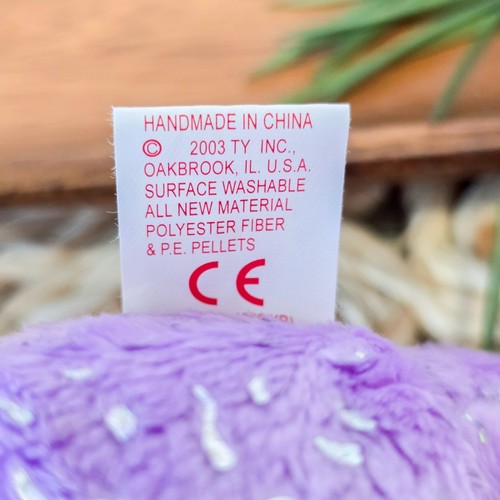 HANDMADE IN CHINA
© 2003 TY INC.,
OAKBROOK, IL. U.S.A.
SURFACE WASHABLE
ALL NEW MATERIAL
POLYESTER FIBER
& P.E. PELLETS
CE